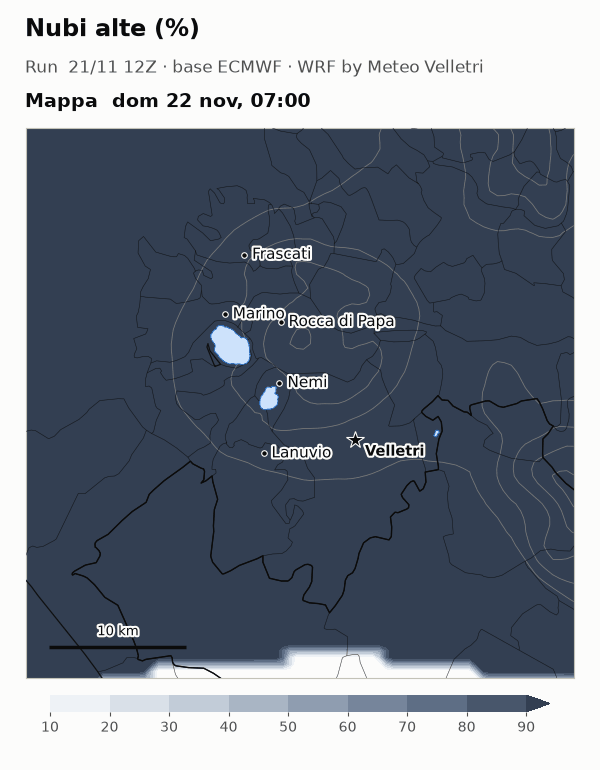 Nubi alte (%)
Run  21/11 12Z · base ECMWF · WRF by Meteo Velletri
Mappa  dom 22 nov, 07:00
Frascati
Marino
Rocca di Papa
Nemi
Velletri
Lanuvio
10 km
10 20 30 40 50 60 70 80 90